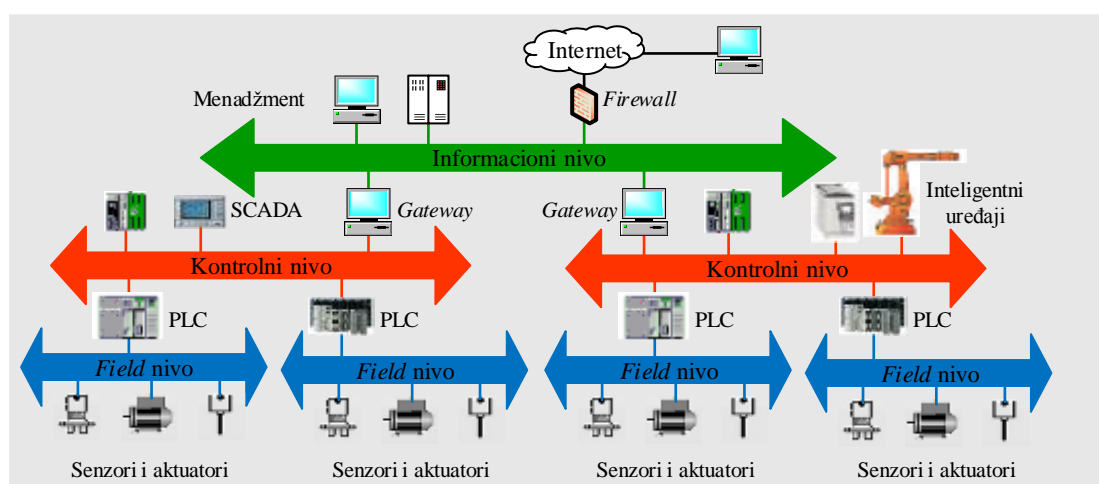 Internet
Menadžment
Firewall
Informacioni nivo
SCADA
Gateway
Gateway
Inteligentni
uređaji
Kontrolni nivo
Kontrolni nivo
PLC
PLC
PLC
PLC
Field nivo
Field nivo
Field nivo
Field nivo
Senzori i aktuatori
Senzori i aktuatori
Senzori i aktuatori
Senzori i aktuatori